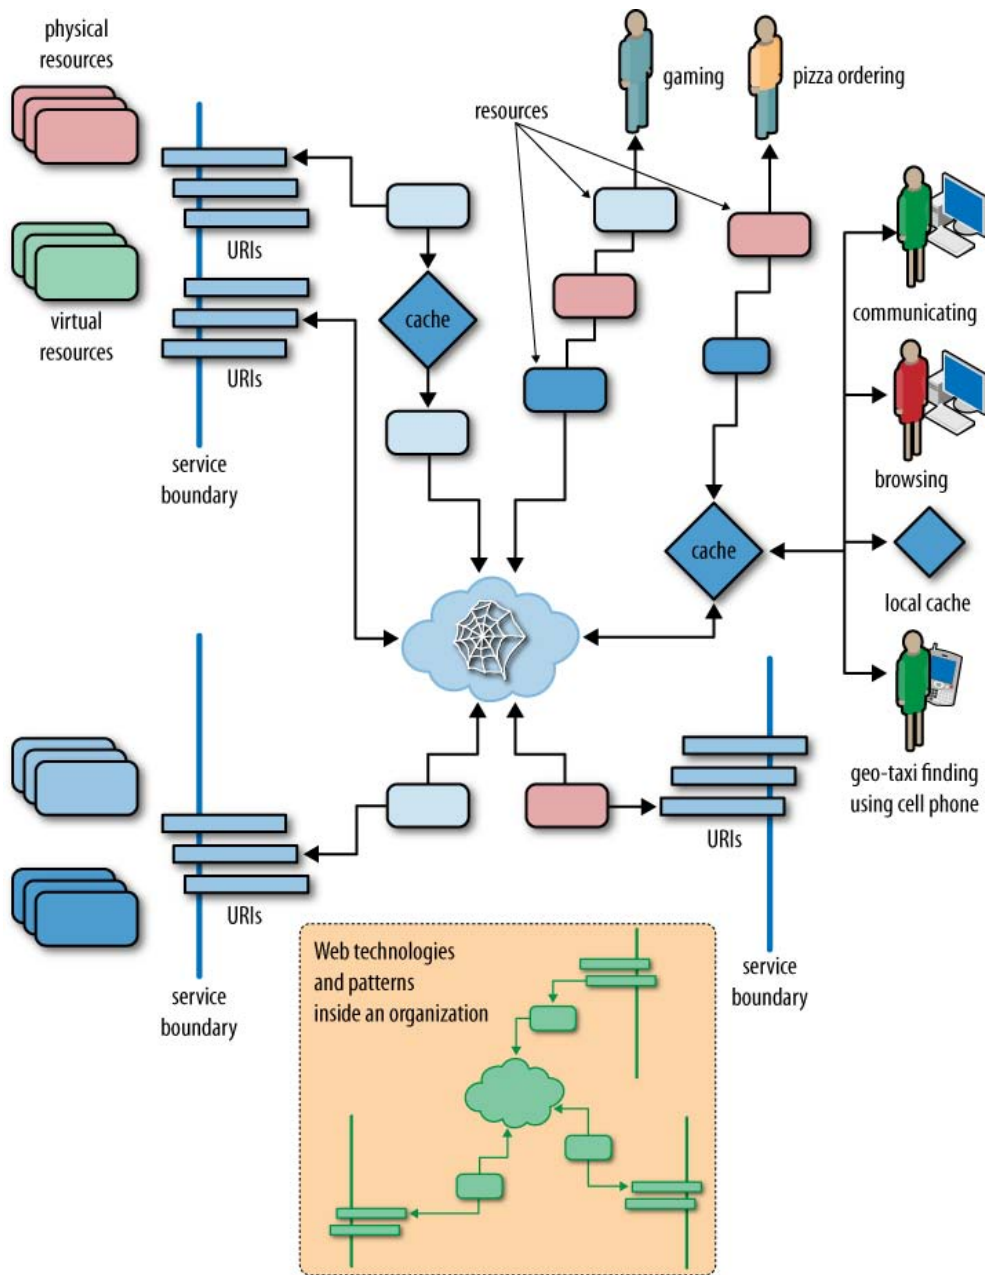 physical
resources
gaming
pizza ordering
resources
URIs
virtual
resources
cache
communicating
URIs
service
boundary
browsing
cache
local cache
geo-taxi finding
using cell phone
URIs
URIs
Web technologies
and patterns
inside an organization
service
boundary
service
boundary